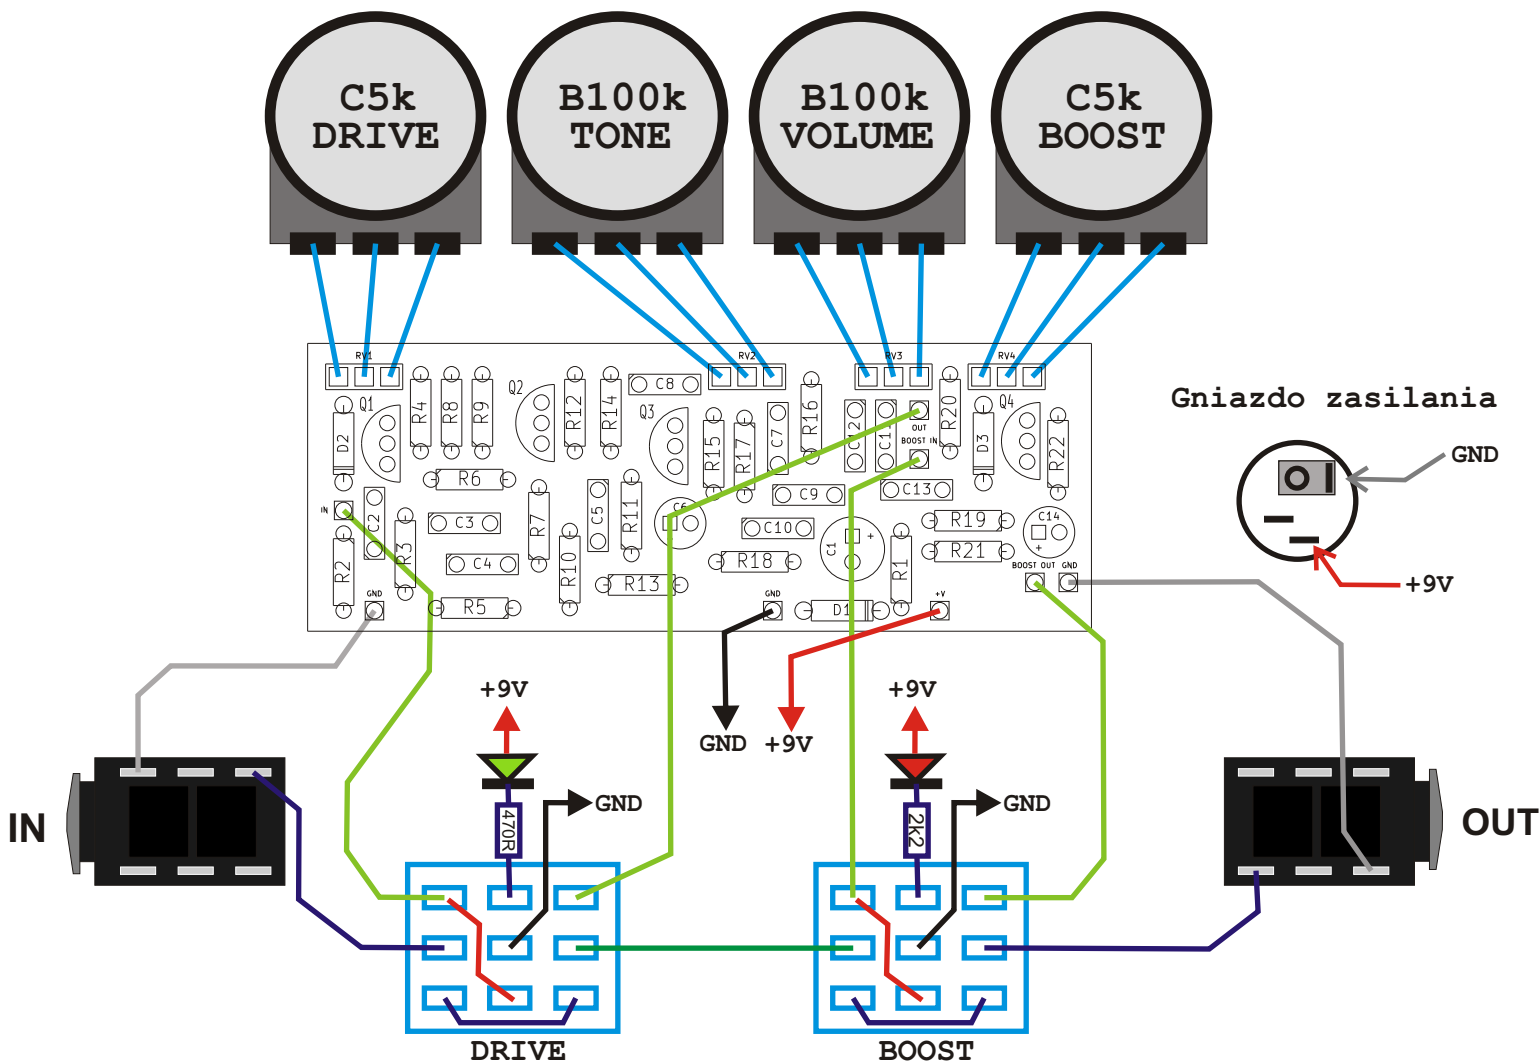 C5k
DRIVE
B100k
TONE
B100k
VOLUME
C5k
BOOST
RV1
RV2
RV3
RV4
Q1
R4
R8
R9
Q2
R12
R14
C8
Q3
R15
R17
C7
R16
C12
OUT
BOOST IN
R20
D3
Q4
R22
D2
R6
IN
C2
R3
R2
C3
C4
R5
R7
R10
C5
R11
R13
C6
C9
C10
R18
C1
+
C13
R1
R19
R21
C14
+
BOOST OUT
GND
GND
GND
D1
+V
Gniazdo zasilania
GND
+9V
+9V
GND
+9V
+9V
470R
GND
2k2
GND
IN
OUT
DRIVE
BOOST